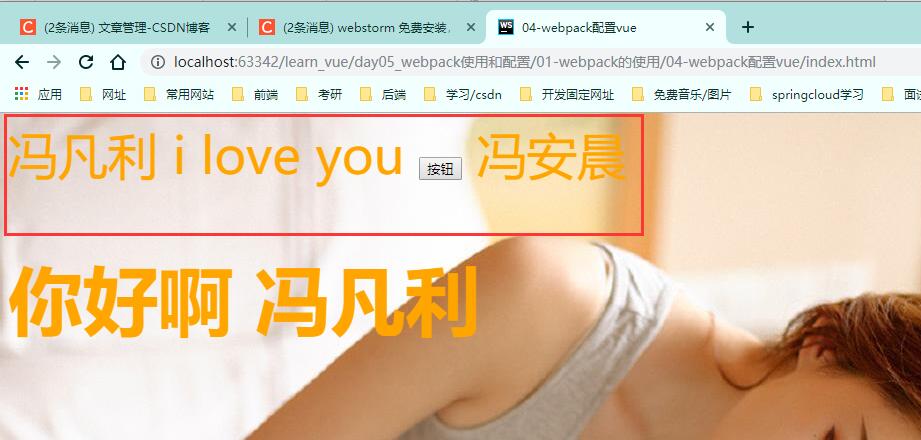 (2条消息) 文章管理-CSDN博客
(2条消息) webstorm 免费安装,
04-webpack配置vue
localhost:63342/learn_vue/day05_webpack使用和配置/01-webpack的使用/04-webpack配置vue/index.html
应用 网址 常用网站 前端 考研 后端 学习/csdn 开发固定网址 免费音乐/图片 springcloud学习
冯凡利 i love you 按钮 冯安晨
你好啊 冯凡利